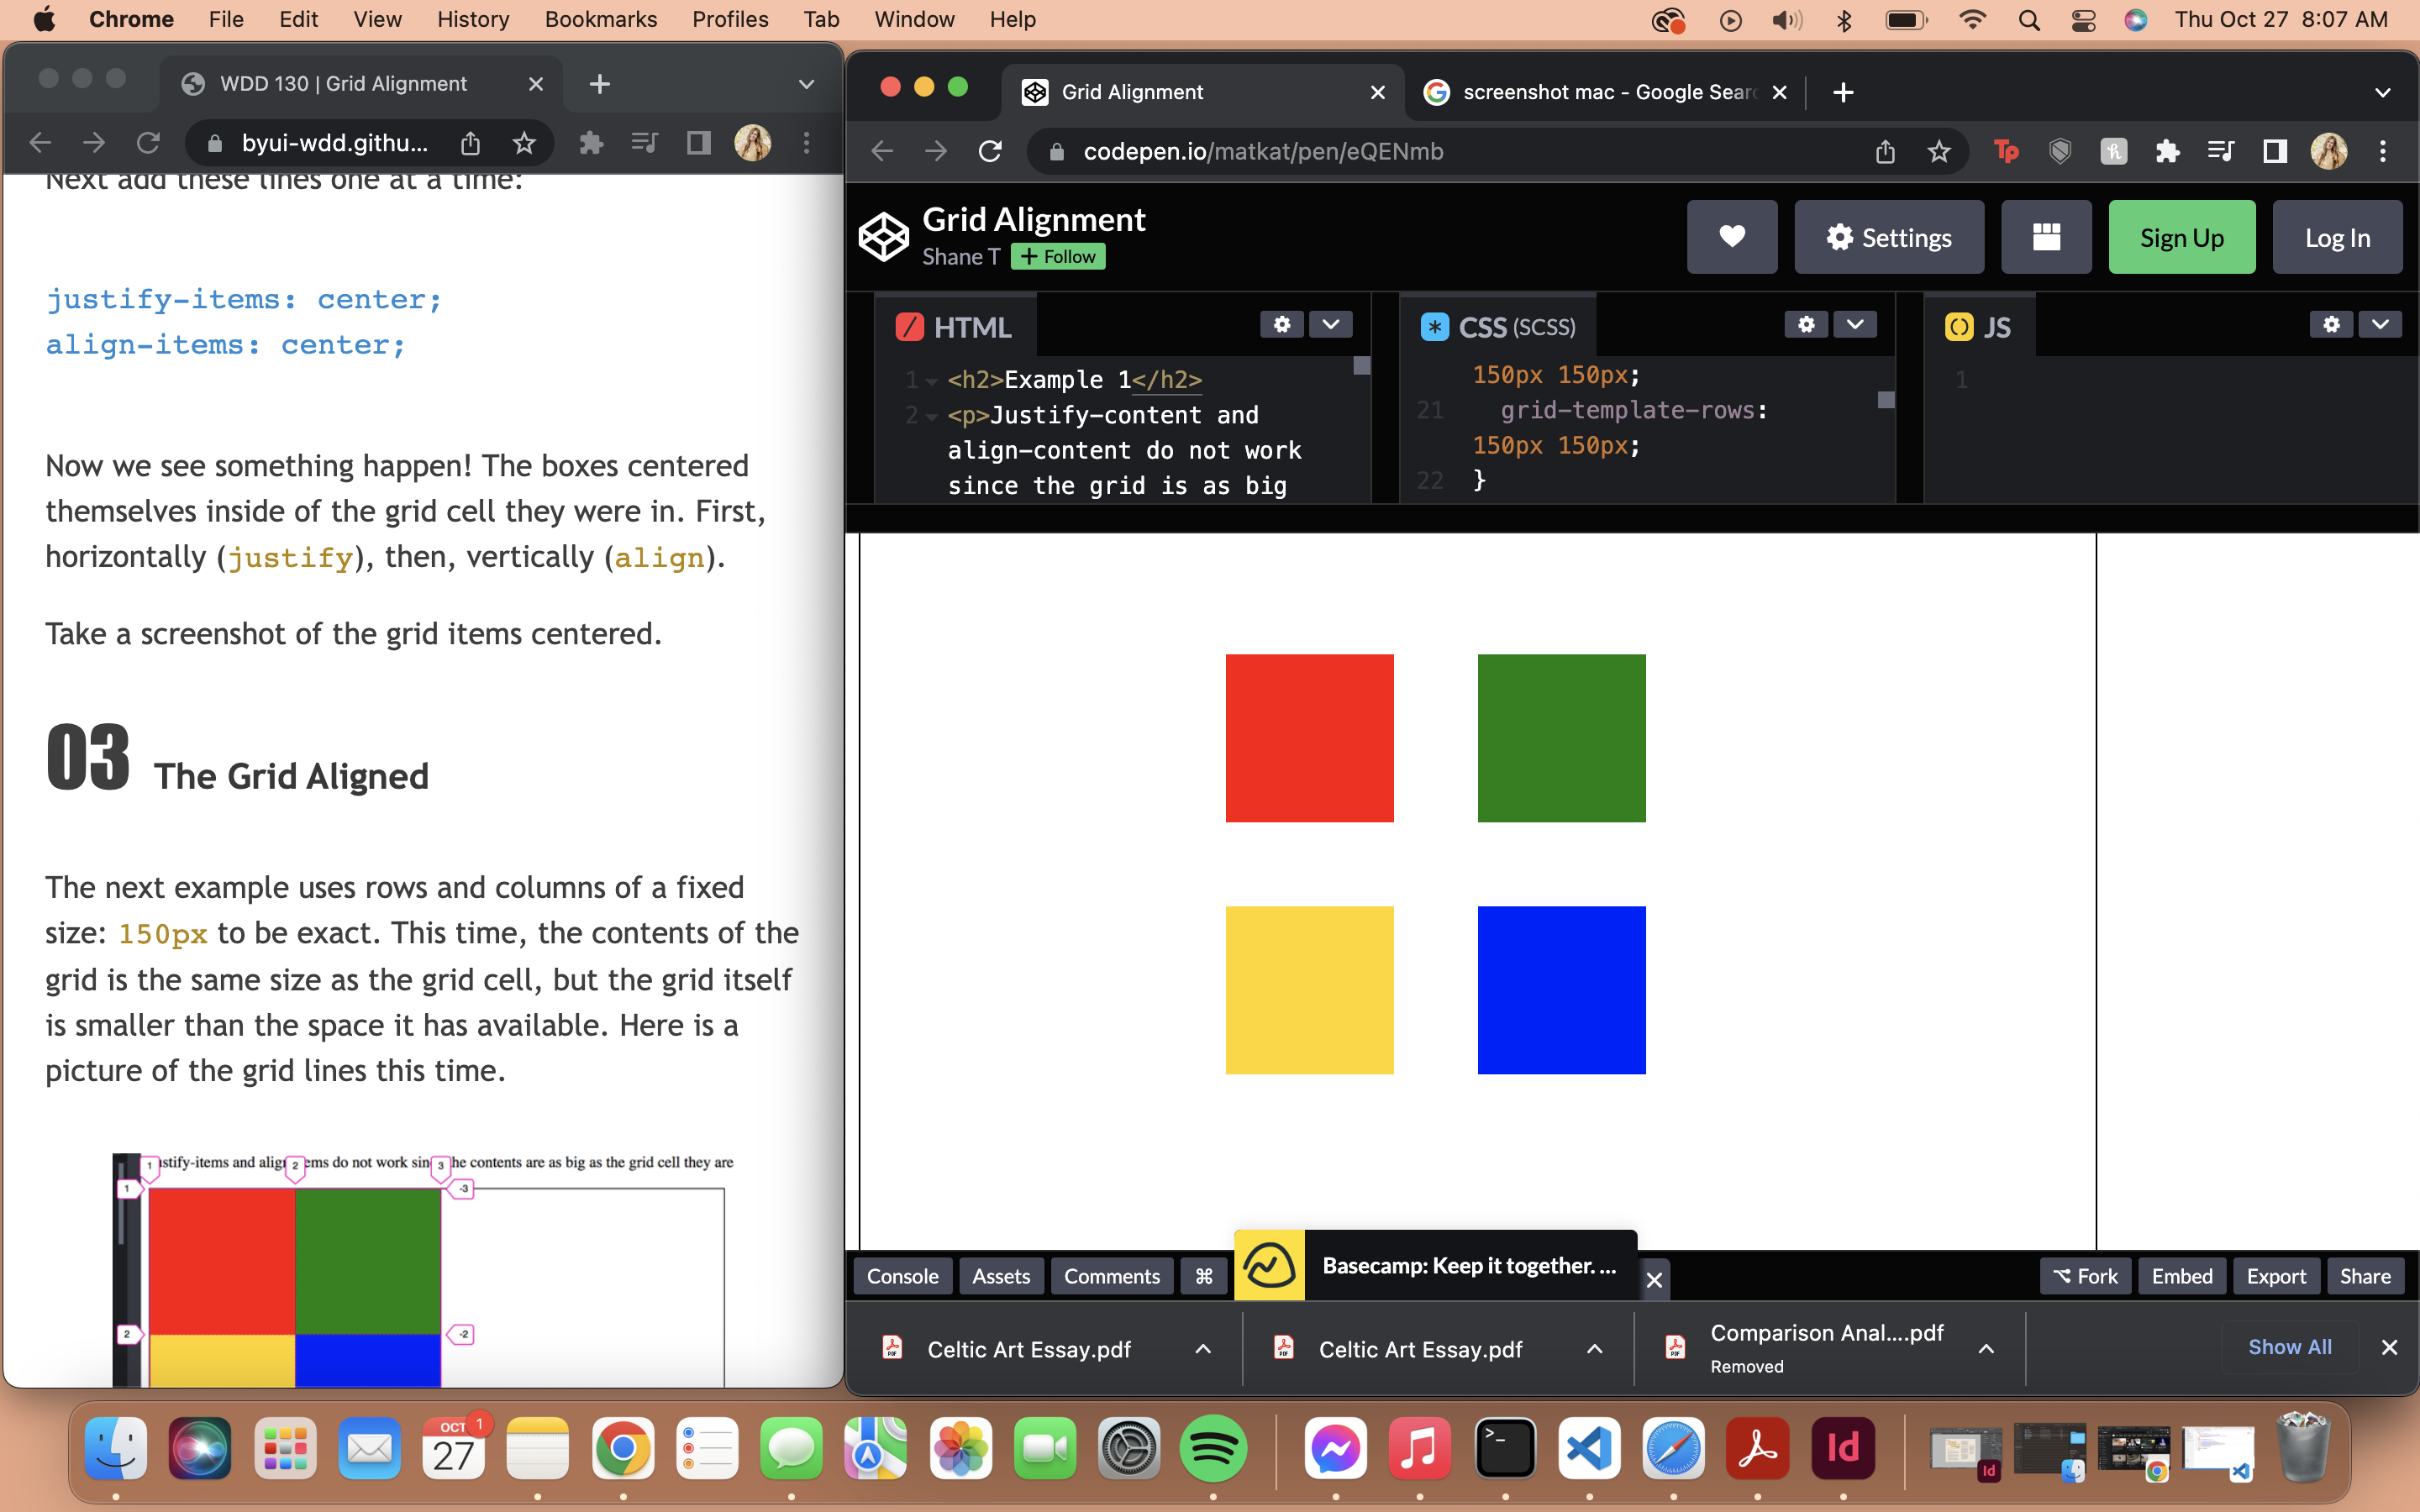 Chrome File Edit View History Bookmarks Profiles Tab Window Help Thu Oct 27 8:07 AM
WDD 130 | Grid Alignment
byui-wdd.githu...
Next add these lines one at a time:
justify-items: center;
align-items: center;
Now we see something happen! The boxes centered
themselves inside of the grid cell they were in. First,
horizontally (justify), then, vertically (align).
Take a screenshot of the grid items centered.
03 The Grid Aligned
The next example uses rows and columns of a fixed
size: 150px to be exact. This time, the contents of the
grid is the same size as the grid cell, but the grid itself
is smaller than the space it has available. Here is a
picture of the grid lines this time.
1 2 3
stify-items and alig ems do not work sin he contents are as big as the grid cell they are
1 -3
2 -2
Grid Alignment
screenshot mac - Google Sear
codepen.io/matkat/pen/eQENmb
Tp
h
Grid Alignment
Shane T + Follow
Settings
Sign Up
Log In
HTML
1 <h2>Example 1</h2>
2 <p>Justify-content and
align-content do not work
since the grid is as big
CSS (SCSS)
150px 150px;
21 grid-template-rows:
150px 150px;
22 }
JS
1
Console Assets Comments ⌘
Basecamp: Keep it together. ...
Fork Embed Export Share
Celtic Art Essay.pdf
Celtic Art Essay.pdf
Comparison Anal....pdf
Removed
Show All
OCT 1
27
>_
Id
Id